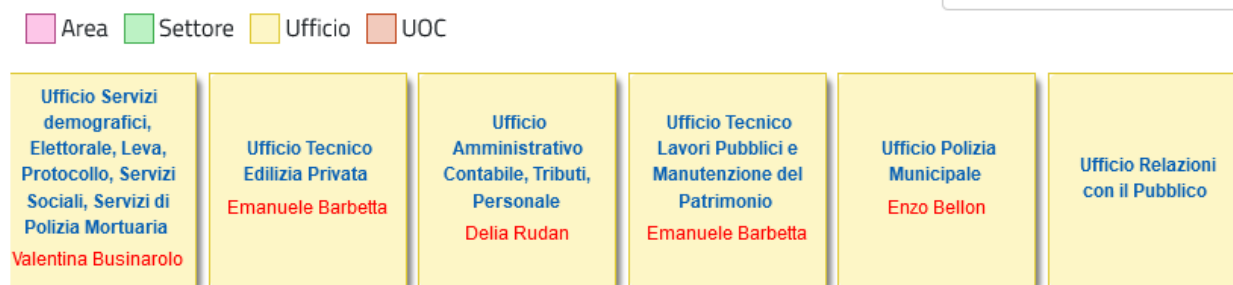 Area Settore Ufficio UOC
Ufficio Servizi
demografici,
Elettorale, Leva,
Protocollo, Servizi
Sociali, Servizi di
Polizia Mortuaria
Valentina Businarolo
Ufficio Tecnico
Edilizia Privata
Emanuele Barbetta
Ufficio
Amministrativo
Contabile, Tributi,
Personale
Delia Rudan
Ufficio Tecnico
Lavori Pubblici e
Manutenzione del
Patrimonio
Emanuele Barbetta
Ufficio Polizia
Municipale
Enzo Bellon
Ufficio Relazioni
con il Pubblico